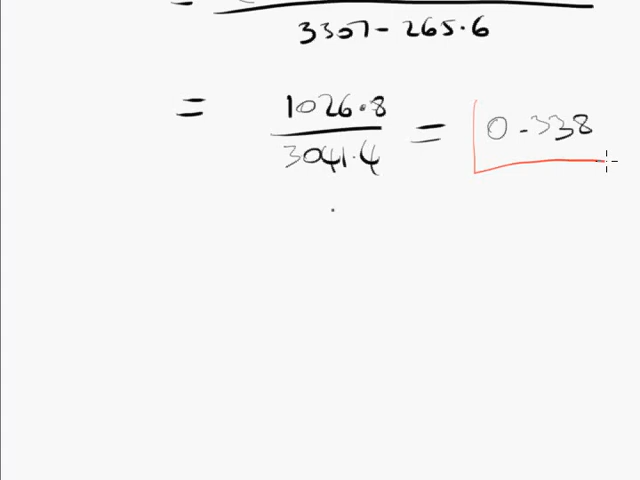 =
3307 - 265.6
= 1026.8 / 3041.4 = 0.338